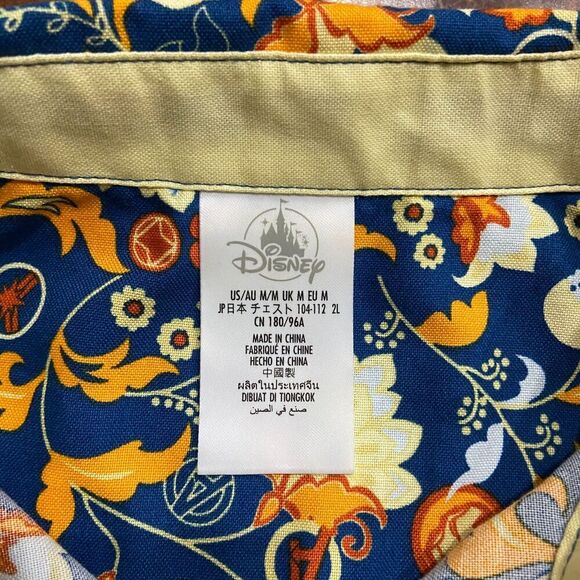 Disney
US/AU M/M UK M EU M
JP日本 チェスト 104-112 2L
CN 180/96A
MADE IN CHINA
FABRIQUÉ EN CHINE
HECHO EN CHINA
中國製
ผลิตในประเทศจีน
DIBUAT DI TIONGKOK
صنع في الصين